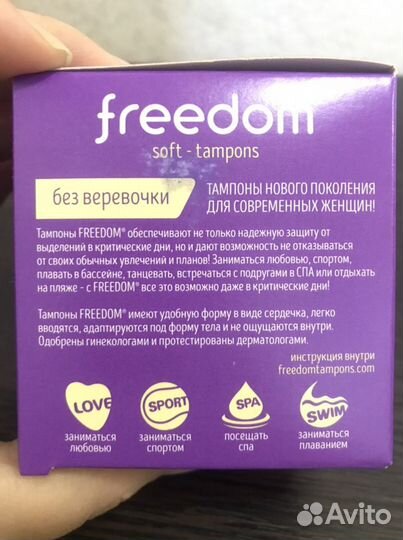 freedom
soft - tampons
без веревочки
ТАМПОНЫ НОВОГО ПОКОЛЕНИЯ
ДЛЯ СОВРЕМЕННЫХ ЖЕНЩИН!
Тампоны FREEDOM® обеспечивают не только надежную защиту от
выделений в критические дни, но и дают возможность не отказываться
от своих обычных увлечений и планов! Заниматься любовью, спортом,
плавать в бассейне, танцевать, встречаться с подругами в СПА или отдыхать
на пляже - с FREEDOM® все это возможно даже в критические дни!
Тампоны FREEDOM® имеют удобную форму в виде сердечка, легко
вводятся, адаптируются под форму тела и не ощущаются внутри.
Одобрены гинекологами и протестированы дерматологами.
инструкция внутри
freedomtampons.com
LOVE
SPORT
SPA
SWIM
заниматься
любовью
заниматься
спортом
посещать
спа
заниматься
плаванием
Avito